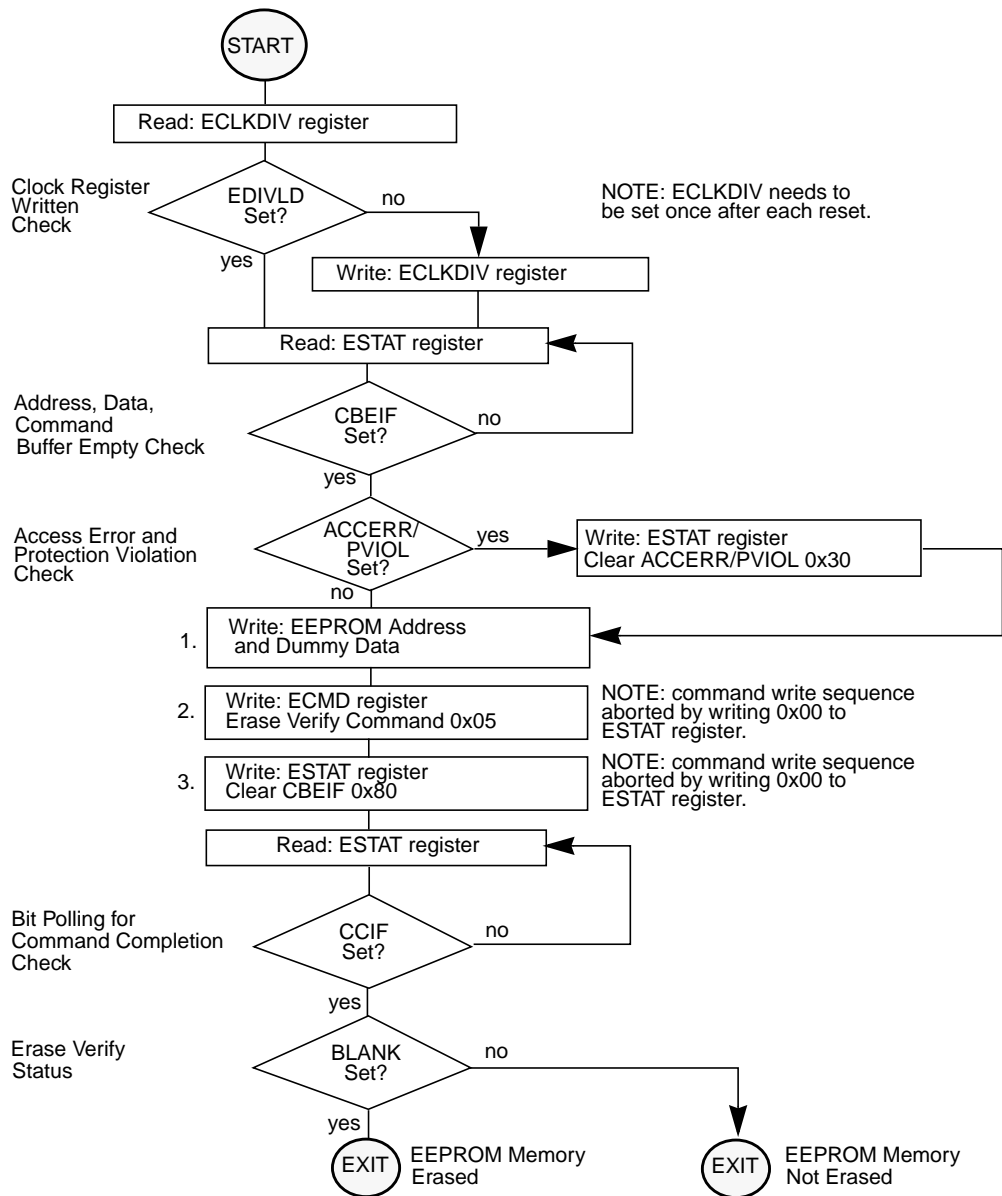 START
Read: ECLKDIV register
Clock Register
Written
Check
EDIVLD
Set?
no
NOTE: ECLKDIV needs to
be set once after each reset.
yes
Write: ECLKDIV register
Read: ESTAT register
Address, Data,
Command
Buffer Empty Check
CBEIF
Set?
no
yes
Access Error and
Protection Violation
Check
ACCERR/
PVIOL
Set?
yes
Write: ESTAT register
Clear ACCERR/PVIOL 0x30
no
1.
Write: EEPROM Address
and Dummy Data
2.
Write: ECMD register
Erase Verify Command 0x05
NOTE: command write sequence
aborted by writing 0x00 to
ESTAT register.
3.
Write: ESTAT register
Clear CBEIF 0x80
NOTE: command write sequence
aborted by writing 0x00 to
ESTAT register.
Read: ESTAT register
Bit Polling for
Command Completion
Check
CCIF
Set?
no
yes
Erase Verify
Status
BLANK
Set?
no
yes
EXIT
EEPROM Memory
Erased
EXIT
EEPROM Memory
Not Erased